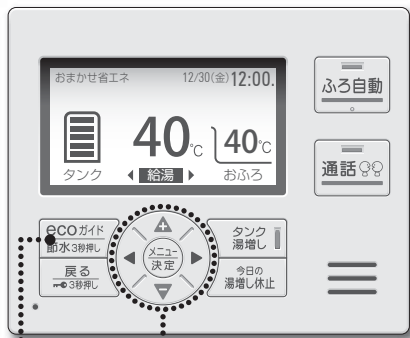 おまかせ省エネ 12/30(金)12:00.
40℃ 40℃
タンク 給湯 おふろ
ふろ自動
通話
ecoガイド
節水3秒押し
戻る
3秒押し
メニュー
決定
タンク
湯増し
今日の
湯増し休止